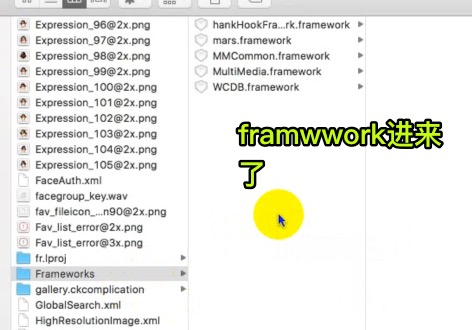 Expression_96@2x.png
Expression_97@2x.png
Expression_98@2x.png
Expression_99@2x.png
Expression_100@2x.png
Expression_101@2x.png
Expression_102@2x.png
Expression_103@2x.png
Expression_104@2x.png
Expression_105@2x.png
FaceAuth.xml
facegroup_key.wav
fav_fileicon_...n90@2x.png
Fav_list_error@2x.png
Fav_list_error@3x.png
fr.lproj
Frameworks
gallery.ckcomplication
GlobalSearch.xml
HighResolutionImage.xml
hankHookFra...rk.framework
mars.framework
MMCommon.framework
MultiMedia.framework
WCDB.framework
framwwork进来
了